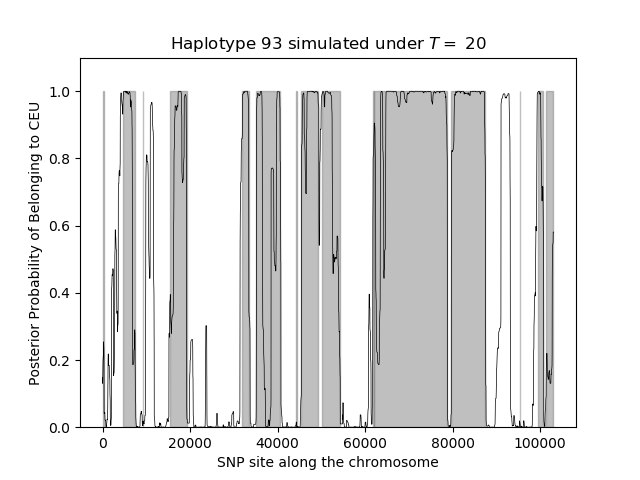 Haplotype 93 simulated under T = 20
Posterior Probability of Belonging to CEU
1.0
0.8
0.6
0.4
0.2
0.0
0 20000 40000 60000 80000 100000
SNP site along the chromosome